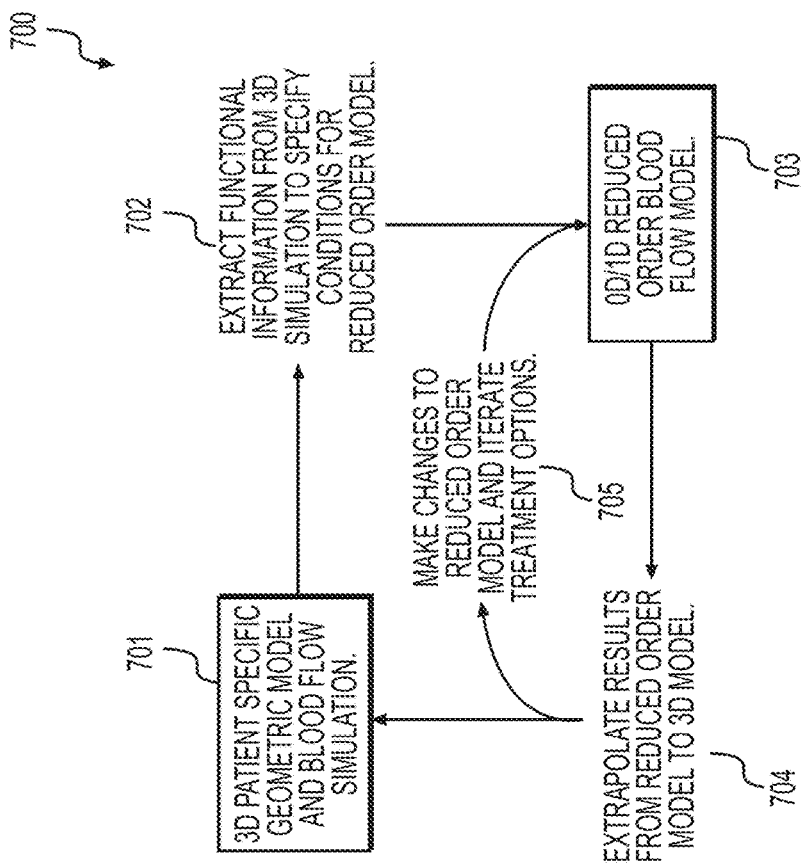 700
701
3D PATIENT SPECIFIC
GEOMETRIC MODEL
AND BLOOD FLOW
SIMULATION.
702
EXTRACT FUNCTIONAL
INFORMATION FROM 3D
SIMULATION TO SPECIFY
CONDITIONS FOR
REDUCED ORDER MODEL.
MAKE CHANGES TO
REDUCED ORDER
MODEL AND ITERATE
TREATMENT OPTIONS.
705
EXTRAPOLATE RESULTS
FROM REDUCED ORDER
MODEL TO 3D MODEL.
704
0D/1D REDUCED
ORDER BLOOD
FLOW MODEL.
703